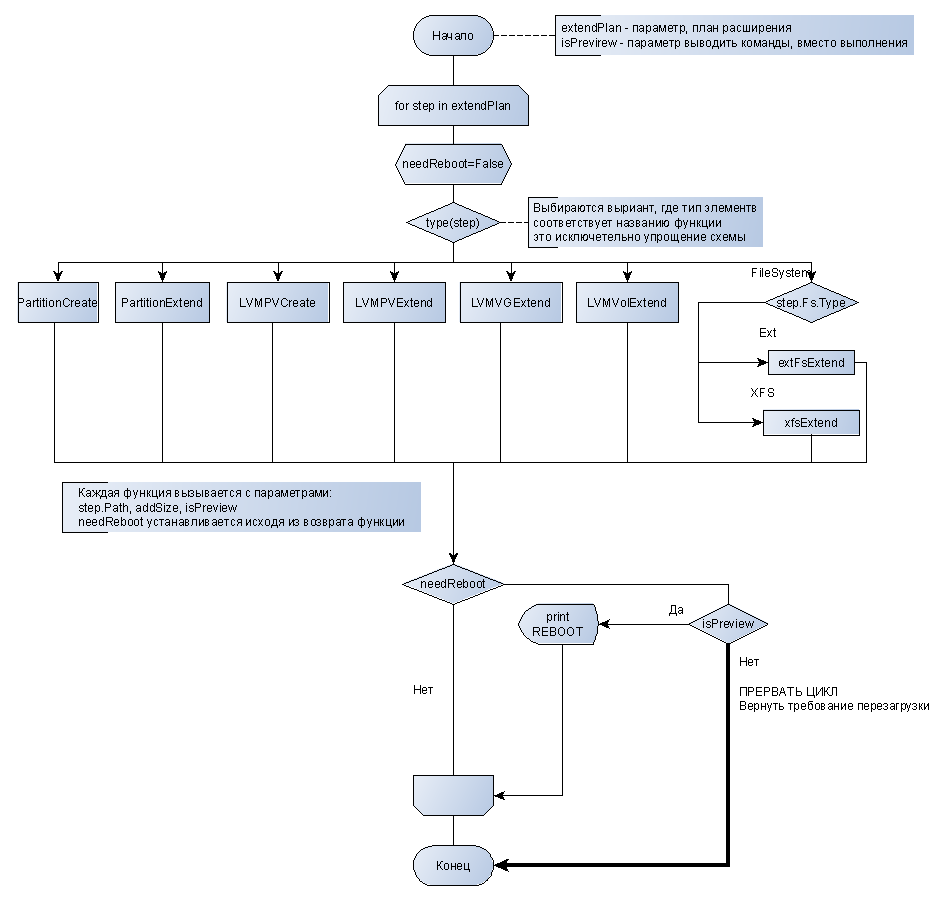 Начало
extendPlan - параметр, план расширения
isPrevirew - параметр выводить команды, вместо выполнения
for step in extendPlan
needReboot=False
type(step)
Выбираются выриант, где тип элементв
соответствует названию функции
это исключетельно упрощение схемы
PartitionCreate
PartitionExtend
LVMPVCreate
LVMPVExtend
LVMVGExtend
LVMVolExtend
FileSystem
step.Fs.Type
Ext
extFsExtend
XFS
xfsExtend
Каждая функция вызывается с параметрами:
step.Path, addSize, isPreview
needReboot устанавливается исходя из возврата функции
needReboot
print
REBOOT
Да
isPreview
Нет
Нет
ПРЕРВАТЬ ЦИКЛ
Вернуть требование перезагрузки
Конец